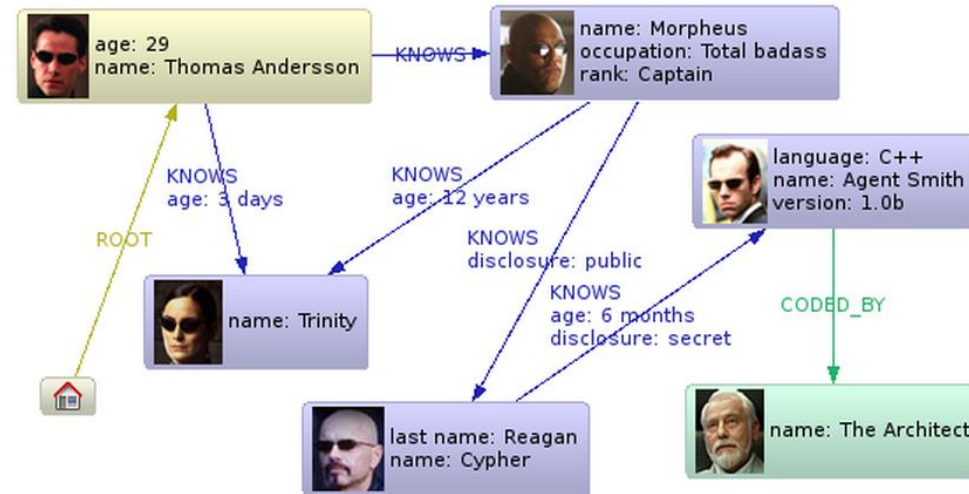 age: 29
name: Thomas Andersson
KNOWS
name: Morpheus
occupation: Total badass
rank: Captain
language: C++
name: Agent Smith
version: 1.0b
KNOWS
age: 3 days
KNOWS
age: 12 years
ROOT
KNOWS
disclosure: public
KNOWS
age: 6 months
disclosure: secret
CODED_BY
name: Trinity
last name: Reagan
name: Cypher
name: The Architect